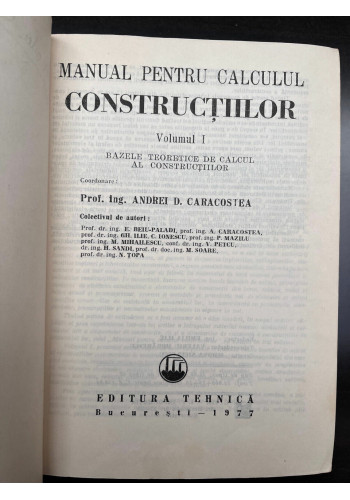 MANUAL PENTRU CALCULUL
CONSTRUCȚIILOR
Volumul I
BAZELE TEORETICE DE CALCUL
AL CONSTRUCȚIILOR
Coordonare:
Prof. ing. ANDREI D. CARACOSTEA
Colectivul de autori:
Prof. dr. ing. E. BEIU-PALADI, prof. ing. A. CARACOSTEA,
prof. dr. ing. GH. ILIE, C. IONESCU, prof. ing. P. MAZILU
prof. ing. M. MIHAILESCU, conf. dr. ing. V. PETCU,
dr. ing. H. SANDI, prof. dr. doc. ing. M. SOARE,
prof. dr. ing. N. ȚOPA
EDITURA TEHNICĂ
București – 1977